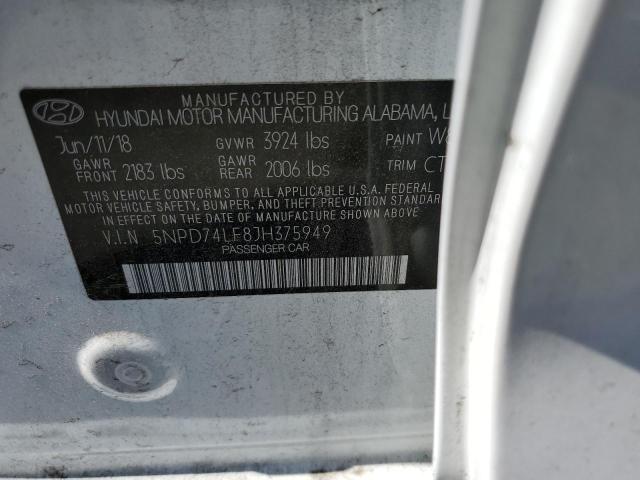 MANUFACTURED BY
HYUNDAI MOTOR MANUFACTURING ALABAMA, L
Jun/11/18 GVWR 3924 lbs PAINT
GAWR FRONT 2183 lbs GAWR REAR 2006 lbs TRIM CT
THIS VEHICLE CONFORMS TO ALL APPLICABLE U.S.A. FEDERAL
MOTOR VEHICLE SAFETY, BUMPER, AND THEFT PREVENTION STANDARD
IN EFFECT ON THE DATE OF MANUFACTURE SHOWN ABOVE.
V.I.N 5NPD74LF8JH375949
PASSENGER CAR